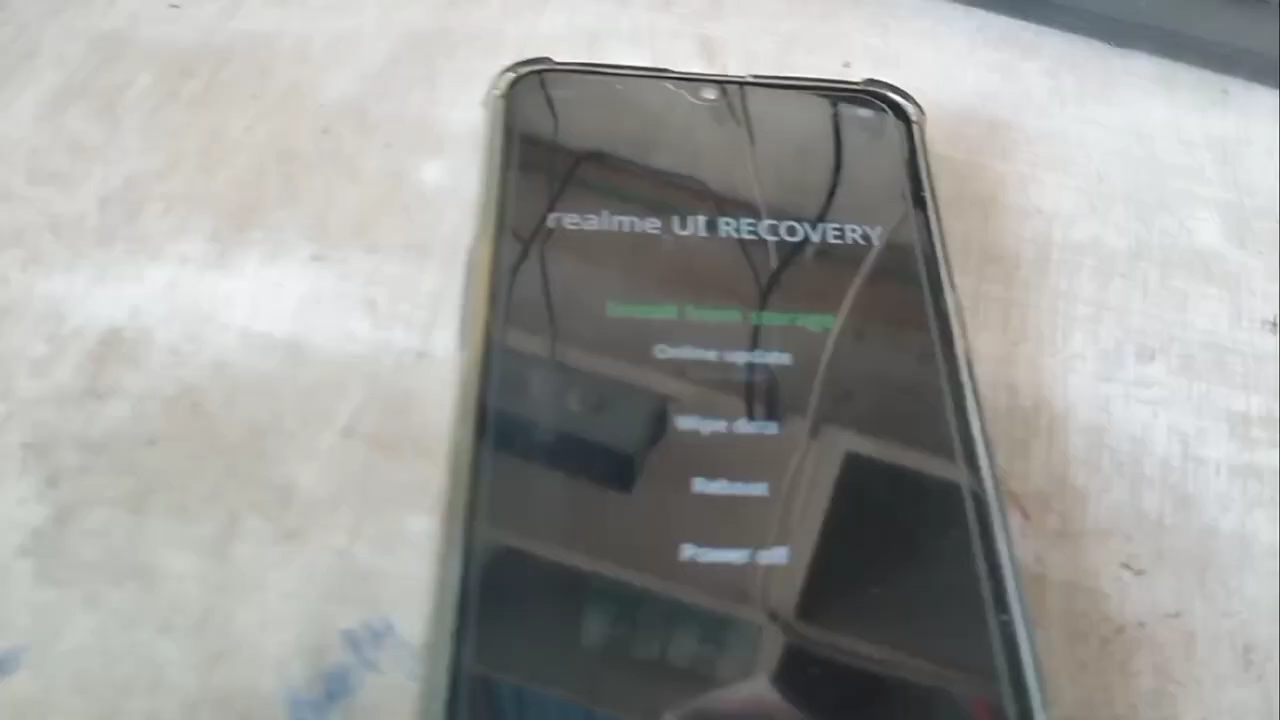 realme UI RECOVERY
Install from storage
Online update
Wipe data
Reboot
Power off